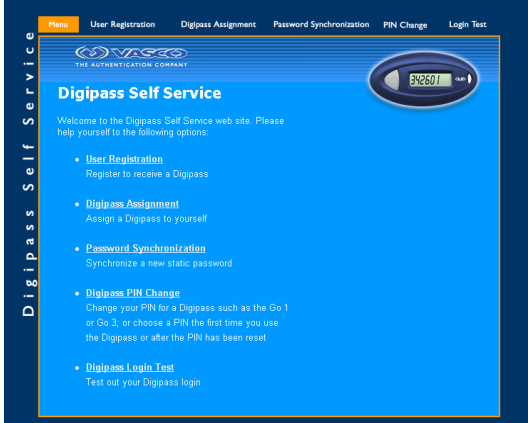 Menu User Registration Digipass Assignment Password Synchronization PIN Change Login Test
Digipass Self Service
VASCO
THE AUTHENTICATION COMPANY
342601
Digipass Self Service
Welcome to the Digipass Self Service web site. Please
help yourself to the following options:
• User Registration
Register to receive a Digipass
• Digipass Assignment
Assign a Digipass to yourself
• Password Synchronization
Synchronize a new static password
• Digipass PIN Change
Change your PIN for a Digipass such as the Go 1
or Go 3, or choose a PIN the first time you use
the Digipass or after the PIN has been reset
• Digipass Login Test
Test out your Digipass login